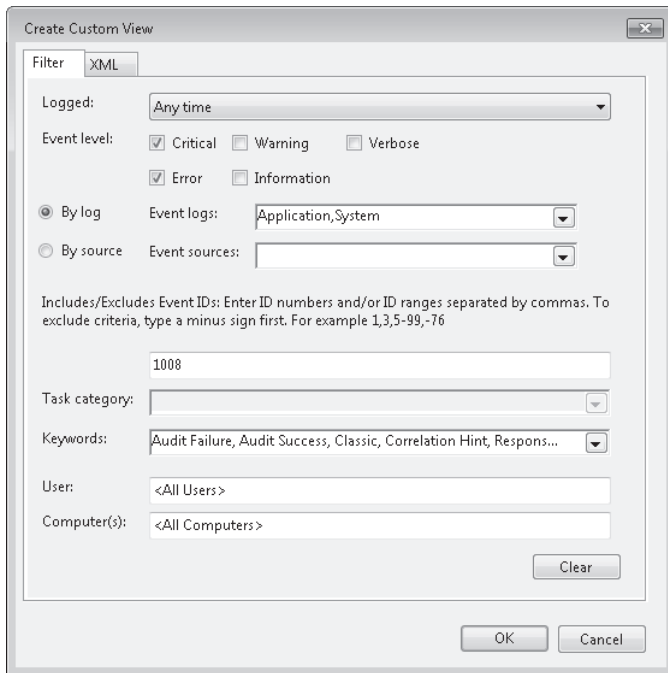 Create Custom View
Filter XML
Logged: Any time
Event level: Critical Warning Verbose
Error Information
By log Event logs: Application,System
By source Event sources:
Includes/Excludes Event IDs: Enter ID numbers and/or ID ranges separated by commas. To
exclude criteria, type a minus sign first. For example 1,3,5-99,-76
1008
Task category:
Keywords: Audit Failure, Audit Success, Classic, Correlation Hint, Respons...
User: <All Users>
Computer(s): <All Computers>
Clear
OK Cancel